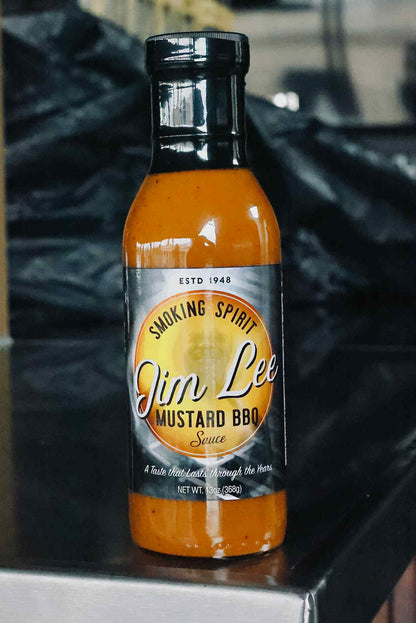 ESTD 1948
SMOKING SPIRIT
Jim Lee
MUSTARD BBQ
Sauce
A Taste that Lasts through the Years
NET WT. 13oz (368g)